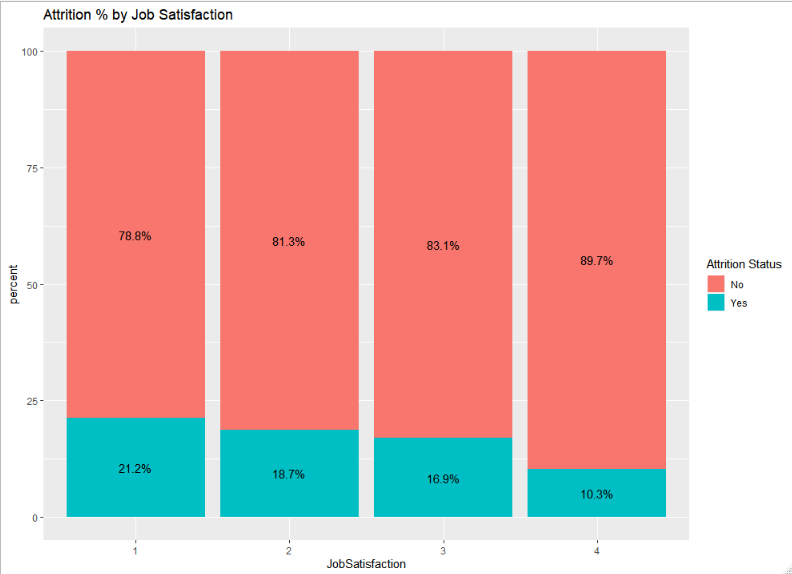 Attrition % by Job Satisfaction
percent
100
75
50
25
0
78.8%
81.3%
83.1%
89.7%
21.2%
18.7%
16.9%
10.3%
1
2
3
4
JobSatisfaction
Attrition Status
No
Yes